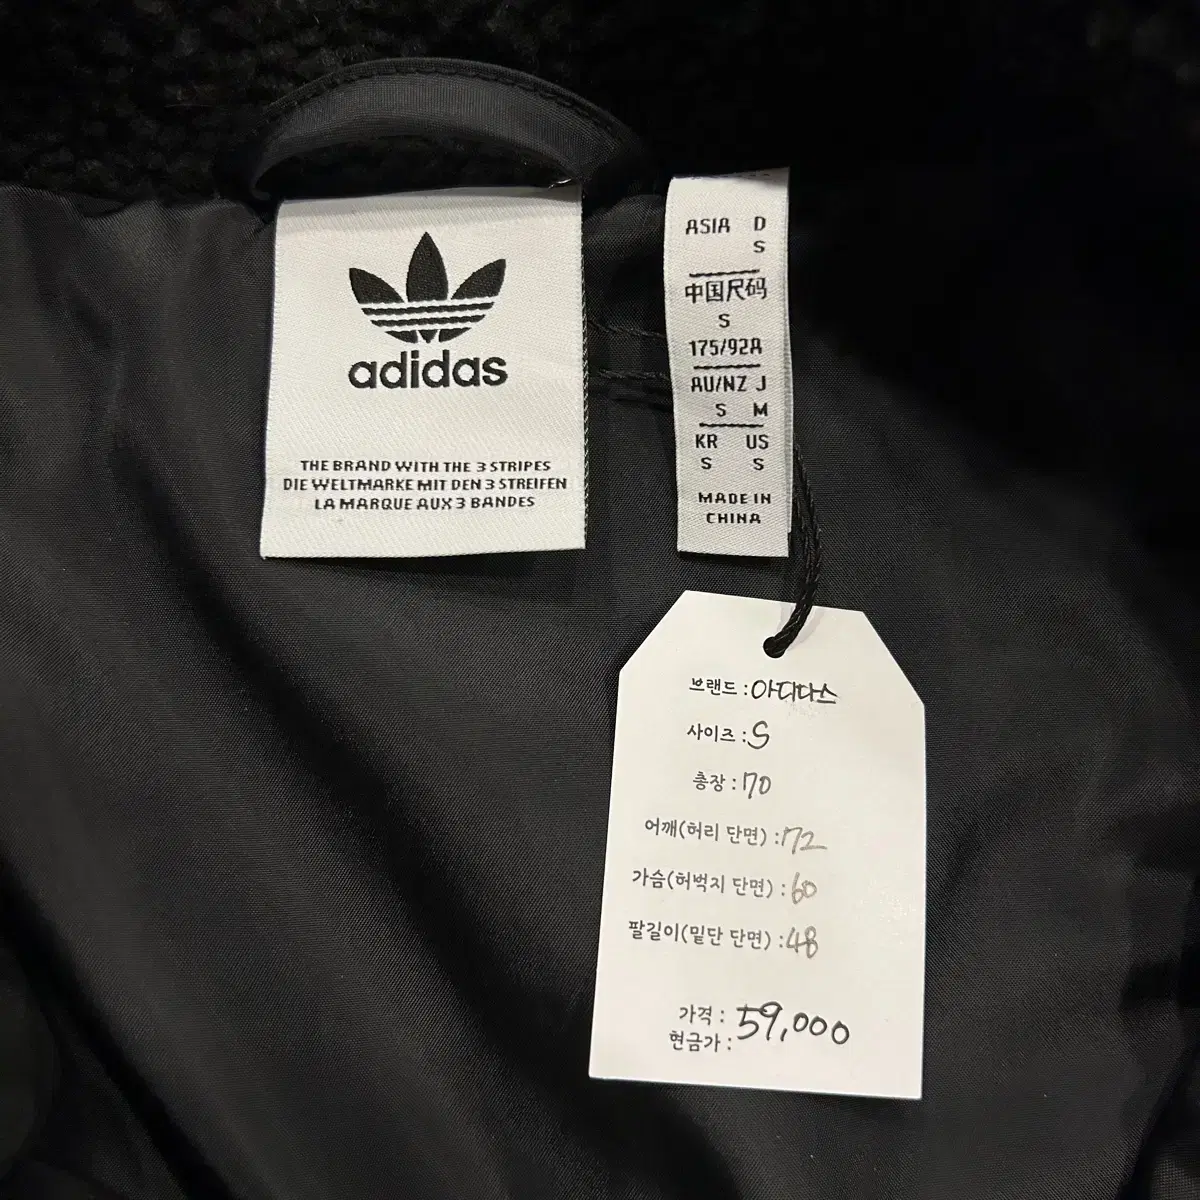 adidas
THE BRAND WITH THE 3 STRIPES
DIE WELTMARKE MIT DEN 3 STREIFEN
LA MARQUE AUX 3 BANDES
ASIA D
S
中国尺码
S
175/92A
AU/NZ J
S M
KR US
S S
MADE IN
CHINA
브랜드 : 아디다스
사이즈 : S
총장 : 70
어깨(허리 단면) : 72
가슴(허벅지 단면) : 60
팔길이(밑단 단면) : 48
가격 : 59,000
현금가 :